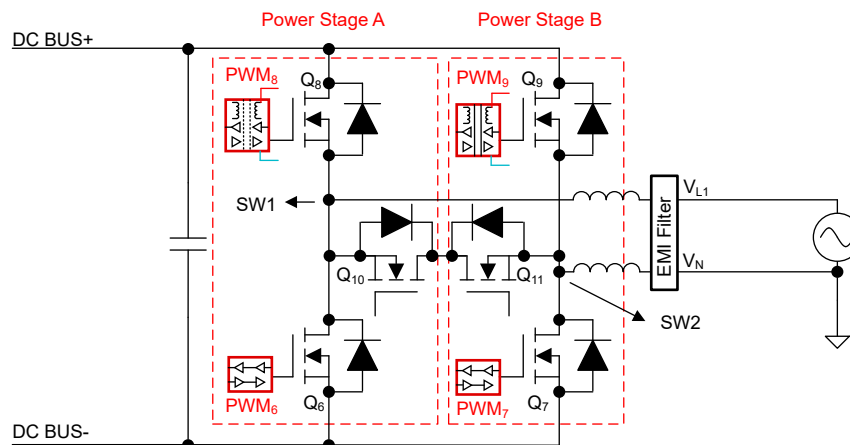 Power Stage A
Power Stage B
DC BUS+
PWM8
Q8
PWM9
Q9
SW1
VL1
EMI Filter
Q10
Q11
VN
SW2
PWM6
Q6
PWM7
Q7
DC BUS-